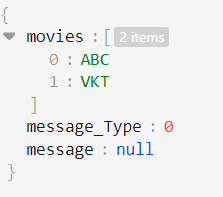 {
movies : [ 2 items
0 : ABC
1 : VKT
]
message_Type : 0
message : null
}